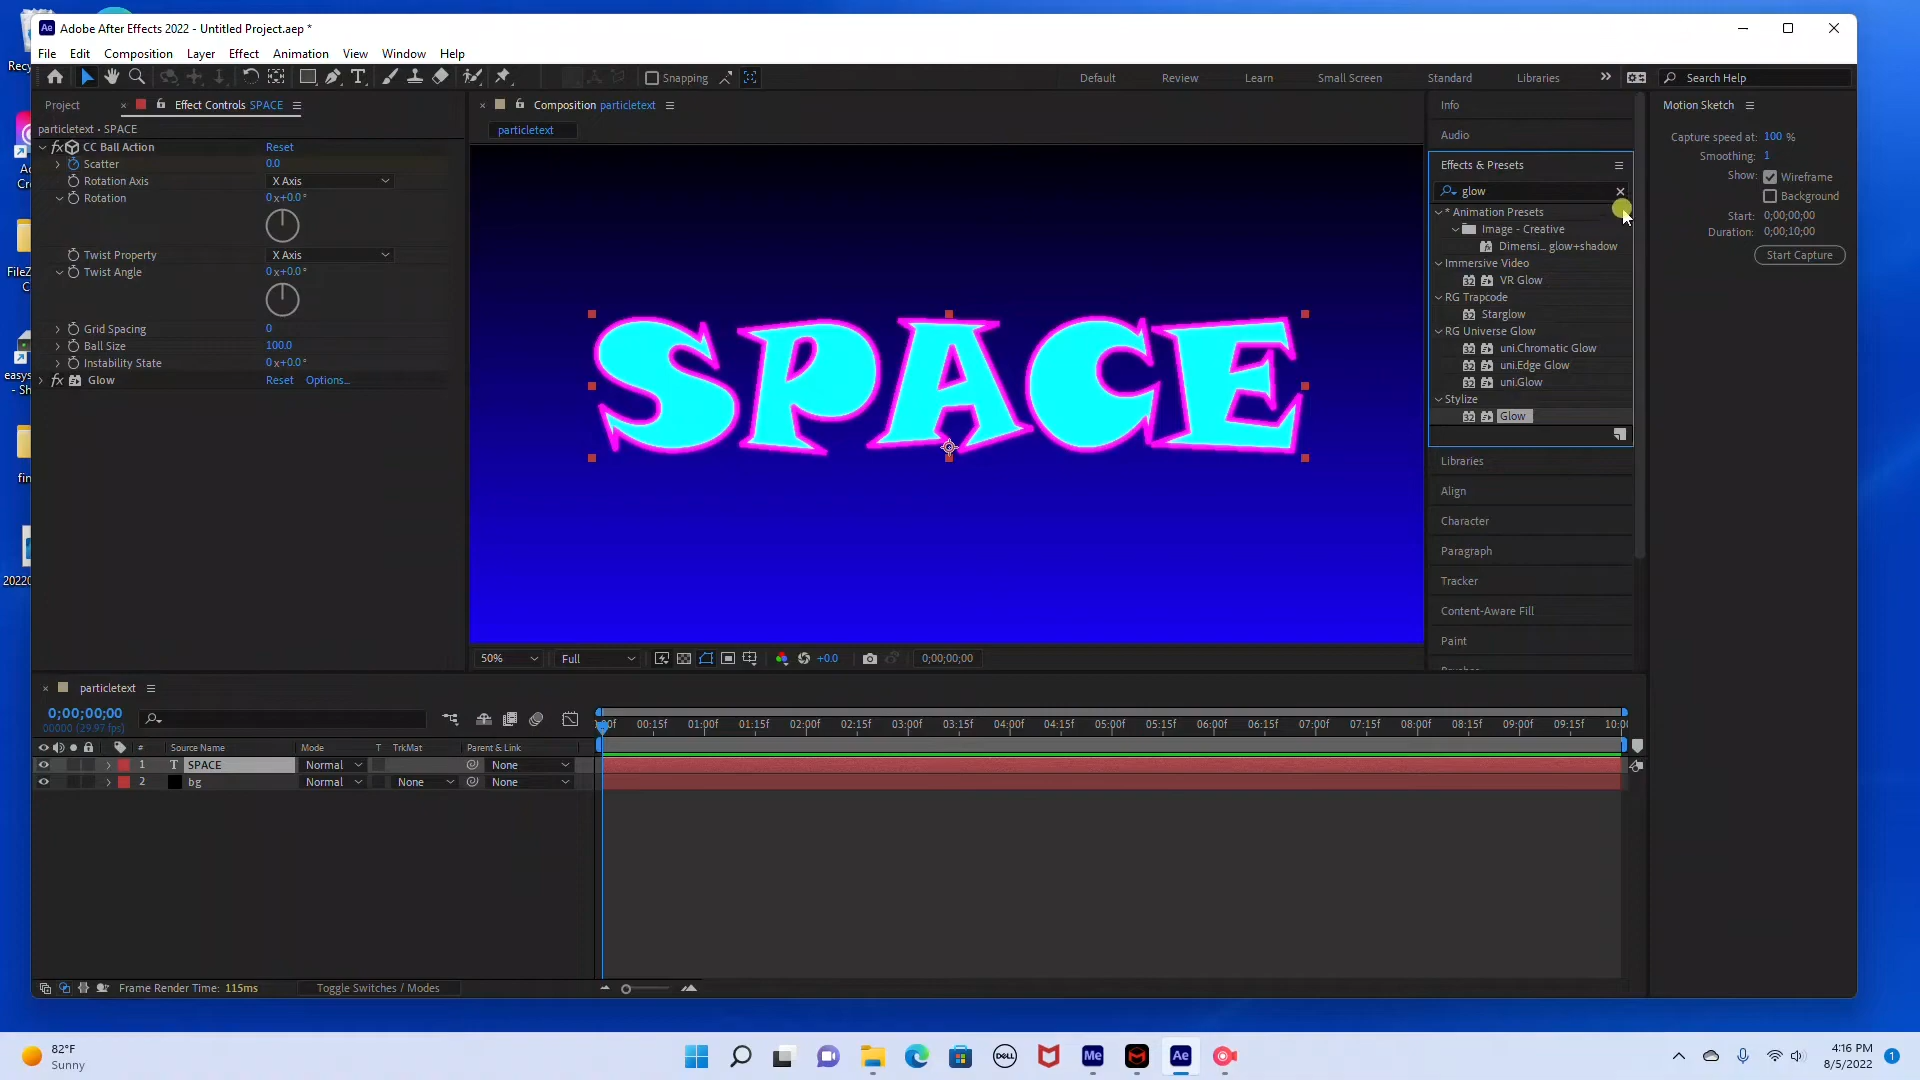 Adobe After Effects 2022 - Untitled Project.aep *
File Edit Composition Layer Effect Animation View Window Help
Snapping
Default Review Learn Small Screen Standard Libraries
Search Help
Project
Effect Controls SPACE
particletext • SPACE
CC Ball Action Reset
Scatter 0.0
Rotation Axis X Axis
Rotation 0x+0.0°
Twist Property X Axis
Twist Angle 0x+0.0°
Grid Spacing 0
Ball Size 100.0
Instability State 0x+0.0°
Glow Reset Options...
Composition particletext
particletext
SPACE
50% Full +0.0 0;00;00;00
Info
Audio
Effects & Presets
glow
* Animation Presets
Image - Creative
Dimensi... glow+shadow
Immersive Video
VR Glow
RG Trapcode
Starglow
RG Universe Glow
uni.Chromatic Glow
uni.Edge Glow
uni.Glow
Stylize
Glow
Libraries
Align
Character
Paragraph
Tracker
Content-Aware Fill
Paint
Motion Sketch
Capture speed at: 100 %
Smoothing: 1
Show: Wireframe
Background
Start: 0;00;00;00
Duration: 0;00;10;00
Start Capture
particletext
0;00;00;00
00000 (29.97 fps)
00:15f 01:00f 01:15f 02:00f 02:15f 03:00f 03:15f 04:00f 04:15f 05:00f 05:15f 06:00f 06:15f 07:00f 07:15f 08:00f 08:15f 09:00f 09:15f 10:00
# Source Name Mode T TrkMat Parent & Link
1 T SPACE Normal None
2 bg Normal None None
Frame Render Time: 115ms
Toggle Switches / Modes
82°F
Sunny
DELL
Me
Ae
4:16 PM
8/5/2022
1